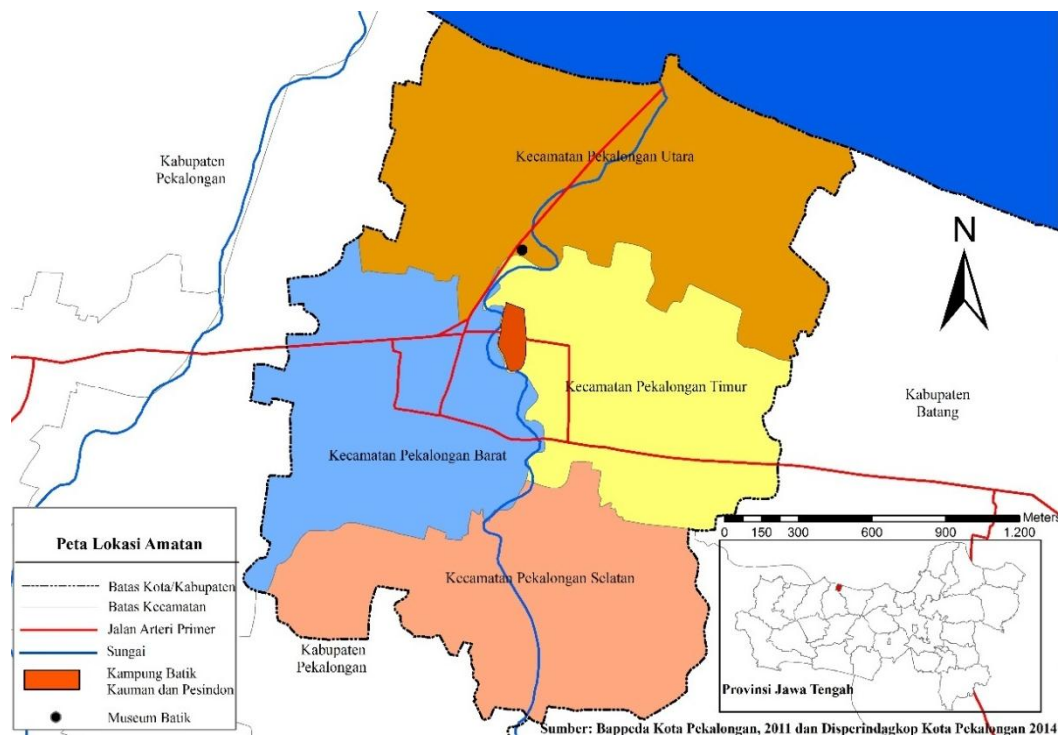 Kecamatan Pekalongan Utara
Kabupaten
Pekalongan
N
Kecamatan Pekalongan Timur
Kabupaten
Batang
Kecamatan Pekalongan Barat
Kecamatan Pekalongan Selatan
Kabupaten
Pekalongan
Peta Lokasi Amatan
Batas Kota/Kabupaten
Batas Kecamatan
Jalan Arteri Primer
Sungai
Kampung Batik
Kauman dan Pesindon
Museum Batik
Meters
0 150 300 600 900 1.200
Provinsi Jawa Tengah
Sumber: Bappeda Kota Pekalongan, 2011 dan Disperindagkop Kota Pekalongan 2014